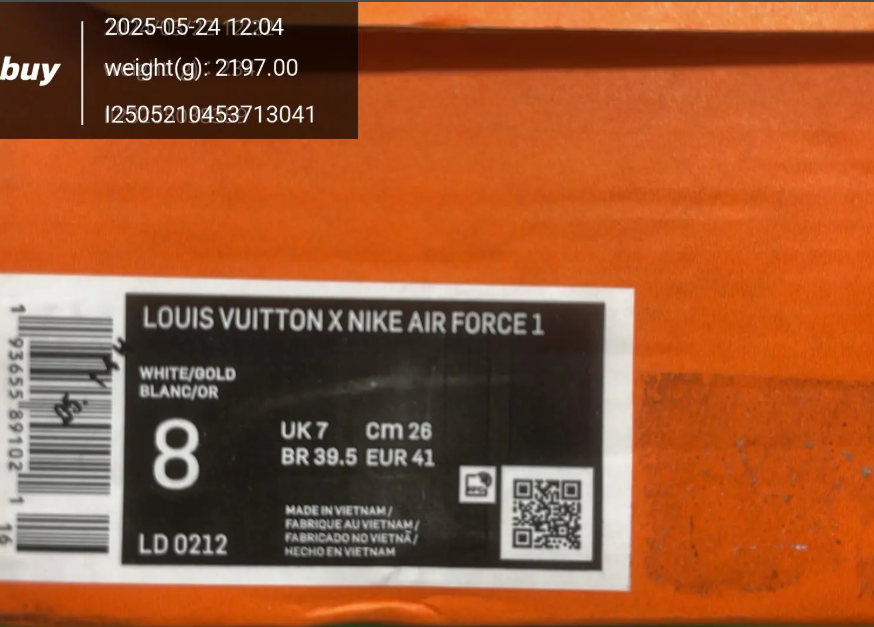 2025-05-24 12:04
buy
weight(g): 2197.00
I2505210453713041
LOUIS VUITTON X NIKE AIR FORCE 1
WHITE/GOLD
BLANC/OR
8
UK 7 Cm 26
BR 39.5 EUR 41
MADE IN VIETNAM/
FABRIQUE AU VIETNAM/
FABRICADO NO VIETNÃ/
HECHO EN VIETNAM
LD 0212
1 93655 89102 1
16